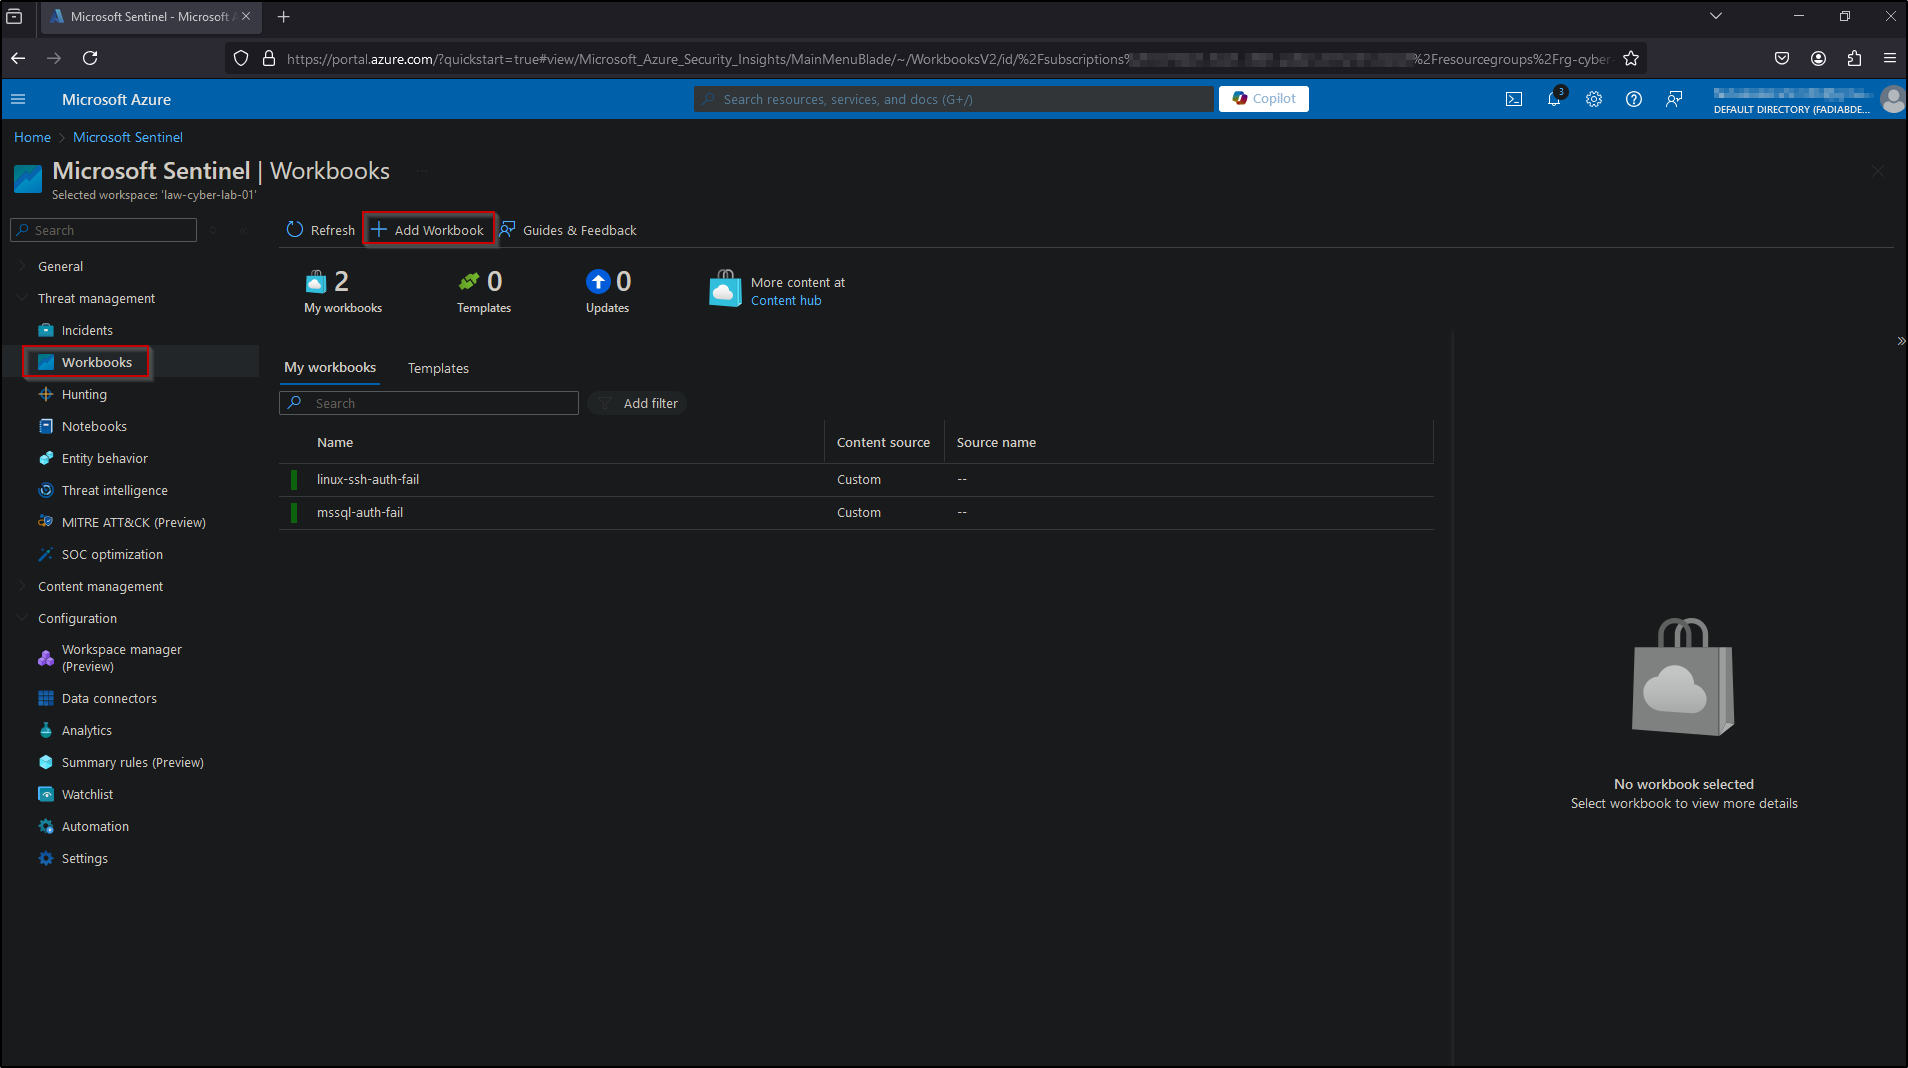 Microsoft Sentinel - Microsoft A
https://portal.azure.com/?quickstart=true#view/Microsoft_Azure_Security_Insights/MainMenuBlade/~/WorkbooksV2/id/%2Fsubscriptions% %2Fresourcegroups%2Frg-cyber-
Microsoft Azure
Search resources, services, and docs (G+/)
Copilot
3
DEFAULT DIRECTORY (FADIABDE...
Home > Microsoft Sentinel
Microsoft Sentinel | Workbooks ...
Selected workspace: 'law-cyber-lab-01'
Search
Refresh
Add Workbook
Guides & Feedback
General
Threat management
Incidents
Workbooks
Hunting
Notebooks
Entity behavior
Threat intelligence
MITRE ATT&CK (Preview)
SOC optimization
Content management
Configuration
Workspace manager
(Preview)
Data connectors
Analytics
Summary rules (Preview)
Watchlist
Automation
Settings
2
My workbooks
0
Templates
0
Updates
More content at
Content hub
My workbooks
Templates
Search
Add filter
Name Content source Source name
linux-ssh-auth-fail Custom --
mssql-auth-fail Custom --
No workbook selected
Select workbook to view more details